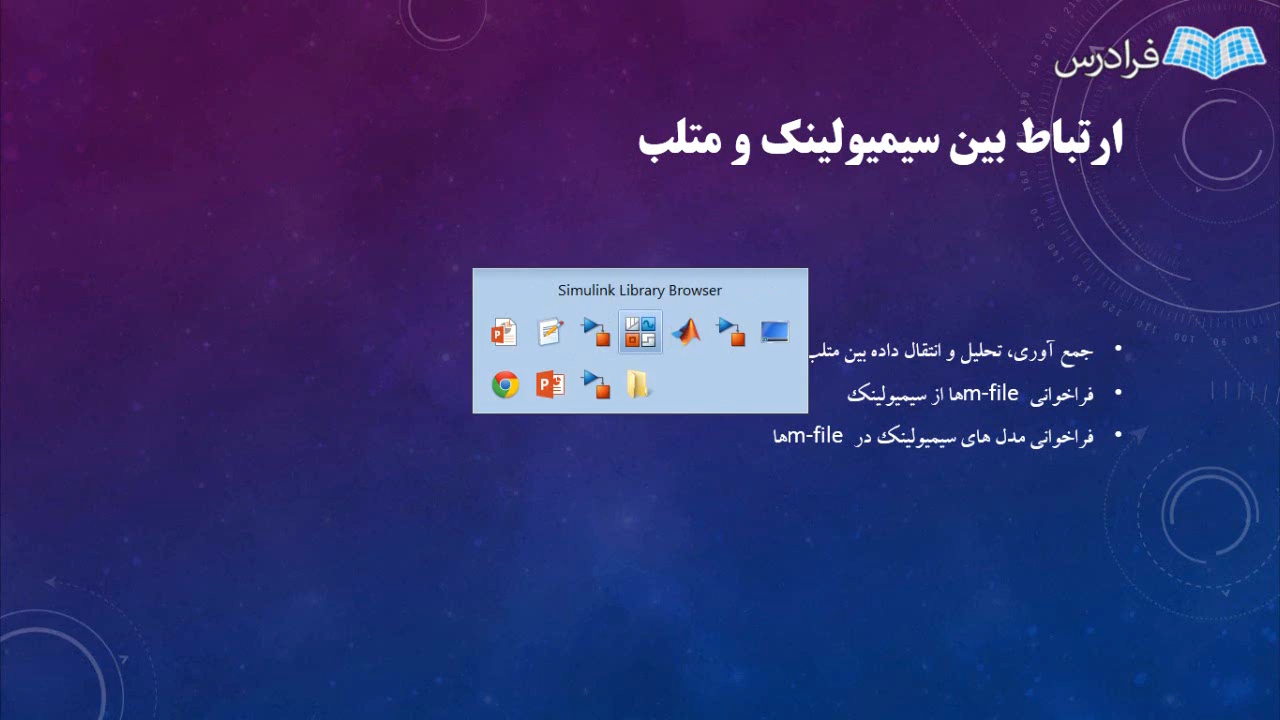 فرادرس
ارتباط بین سیمیولینک و متلب
Simulink Library Browser
• جمع آوری، تحلیل و انتقال داده بین متلب
• فراخوانی m-fileها از سیمیولینک
• فراخوانی مدل های سیمیولینک در m-fileها